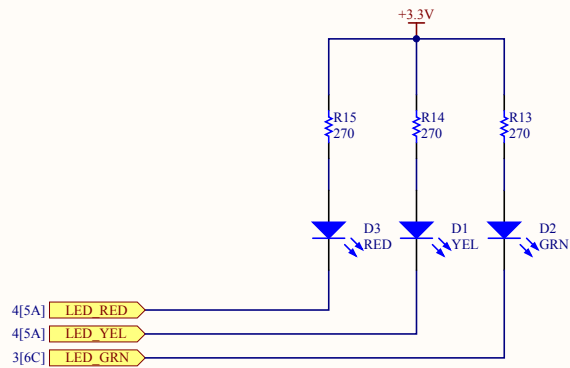 +3.3V
R15
270
R14
270
R13
270
D3
RED
D1
YEL
D2
GRN
4[5A] LED_RED
4[5A] LED_YEL
3[6C] LED_GRN